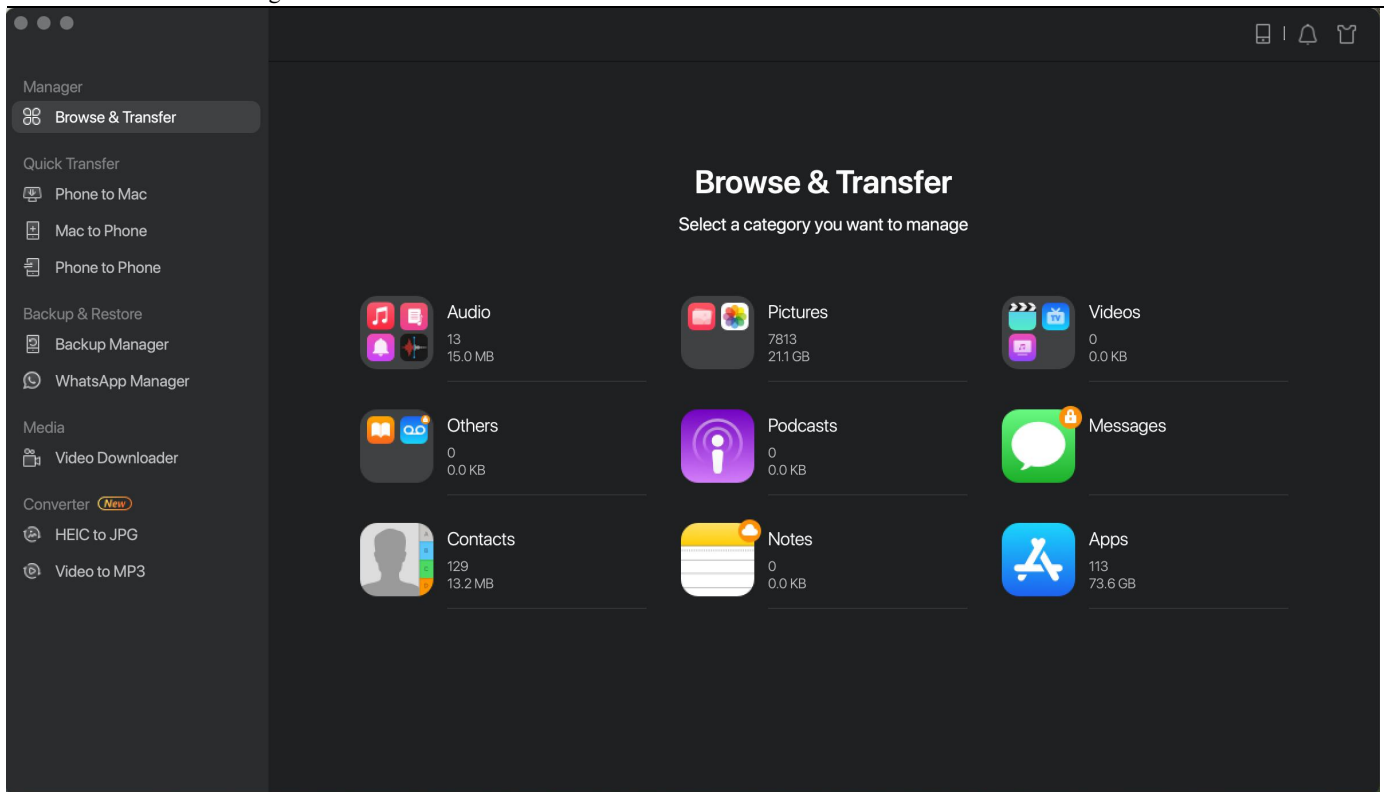 Manager
Browse & Transfer
Quick Transfer
Phone to Mac
Mac to Phone
Phone to Phone
Backup & Restore
Backup Manager
WhatsApp Manager
Media
Video Downloader
Converter New
HEIC to JPG
Video to MP3
Browse & Transfer
Select a category you want to manage
Audio
13
15.0 MB
Pictures
7813
21.1 GB
Videos
0
0.0 KB
Others
0
0.0 KB
Podcasts
0
0.0 KB
Messages
Contacts
129
13.2 MB
Notes
0
0.0 KB
Apps
113
73.6 GB